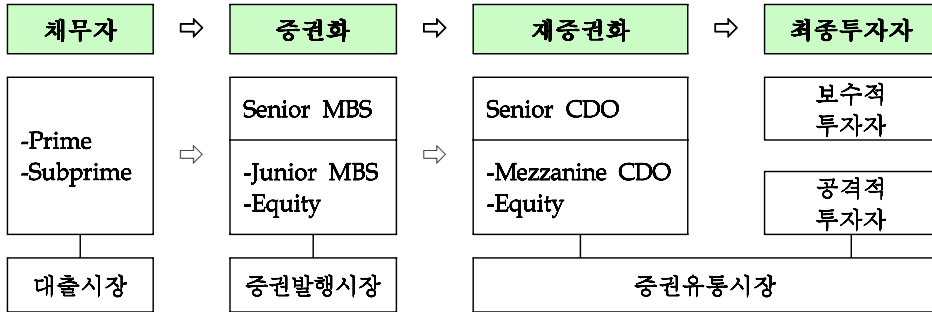 채무자 ⇨ 증권화 ⇨ 재증권화 ⇨ 최종투자자
-Prime
-Subprime
⇨
Senior MBS
-Junior MBS
-Equity
⇨
Senior CDO
-Mezzanine CDO
-Equity
보수적
투자자
공격적
투자자
대출시장
증권발행시장
증권유통시장